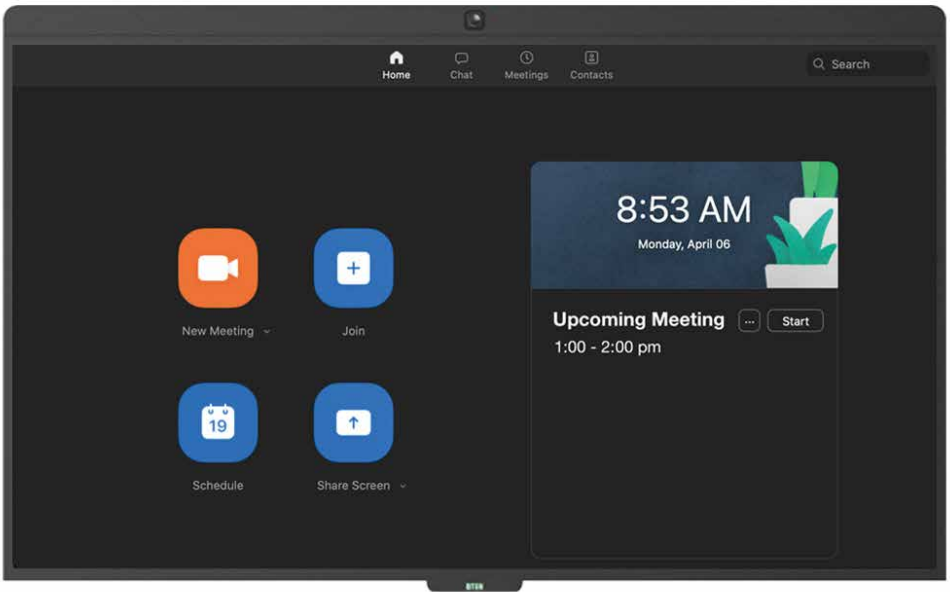 Home
Chat
Meetings
Contacts
Search
8:53 AM
Monday, April 06
New Meeting
Join
Upcoming Meeting
...
Start
1:00 - 2:00 pm
19
Schedule
Share Screen